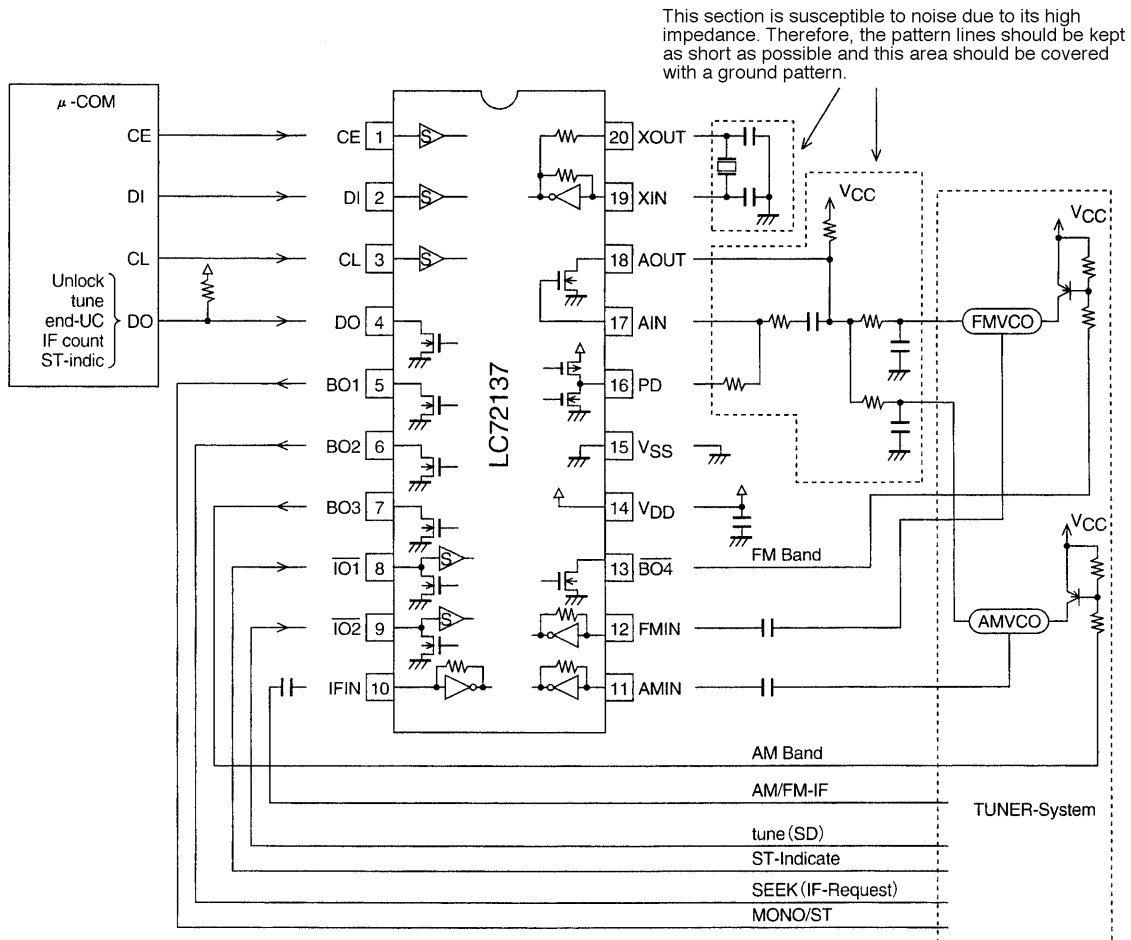 This section is susceptible to noise due to its high
impedance. Therefore, the pattern lines should be kept
as short as possible and this area should be covered
with a ground pattern.
μ-COM
CE
DI
CL
Unlock
tune
end-UC
IF count
ST-indic
DO
CE 1
DI 2
CL 3
DO 4
BO1 5
BO2 6
BO3 7
IO1 8
IO2 9
IFIN 10
S
S
S
S
S
LC72137
20 XOUT
19 XIN
18 AOUT
17 AIN
16 PD
15 VSS
14 VDD
13 BO4
12 FMIN
11 AMIN
VCC
VCC
FMVCO
VCC
AMVCO
FM Band
AM Band
AM/FM-IF
TUNER-System
tune(SD)
ST-Indicate
SEEK(IF-Request)
MONO/ST